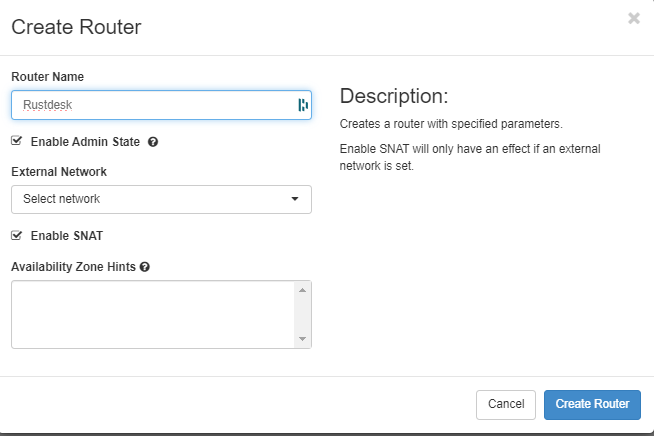 Create Router
×
Router Name
Rustdesk
Enable Admin State
External Network
Select network
Enable SNAT
Availability Zone Hints
Description:
Creates a router with specified parameters.
Enable SNAT will only have an effect if an external
network is set.
Cancel
Create Router